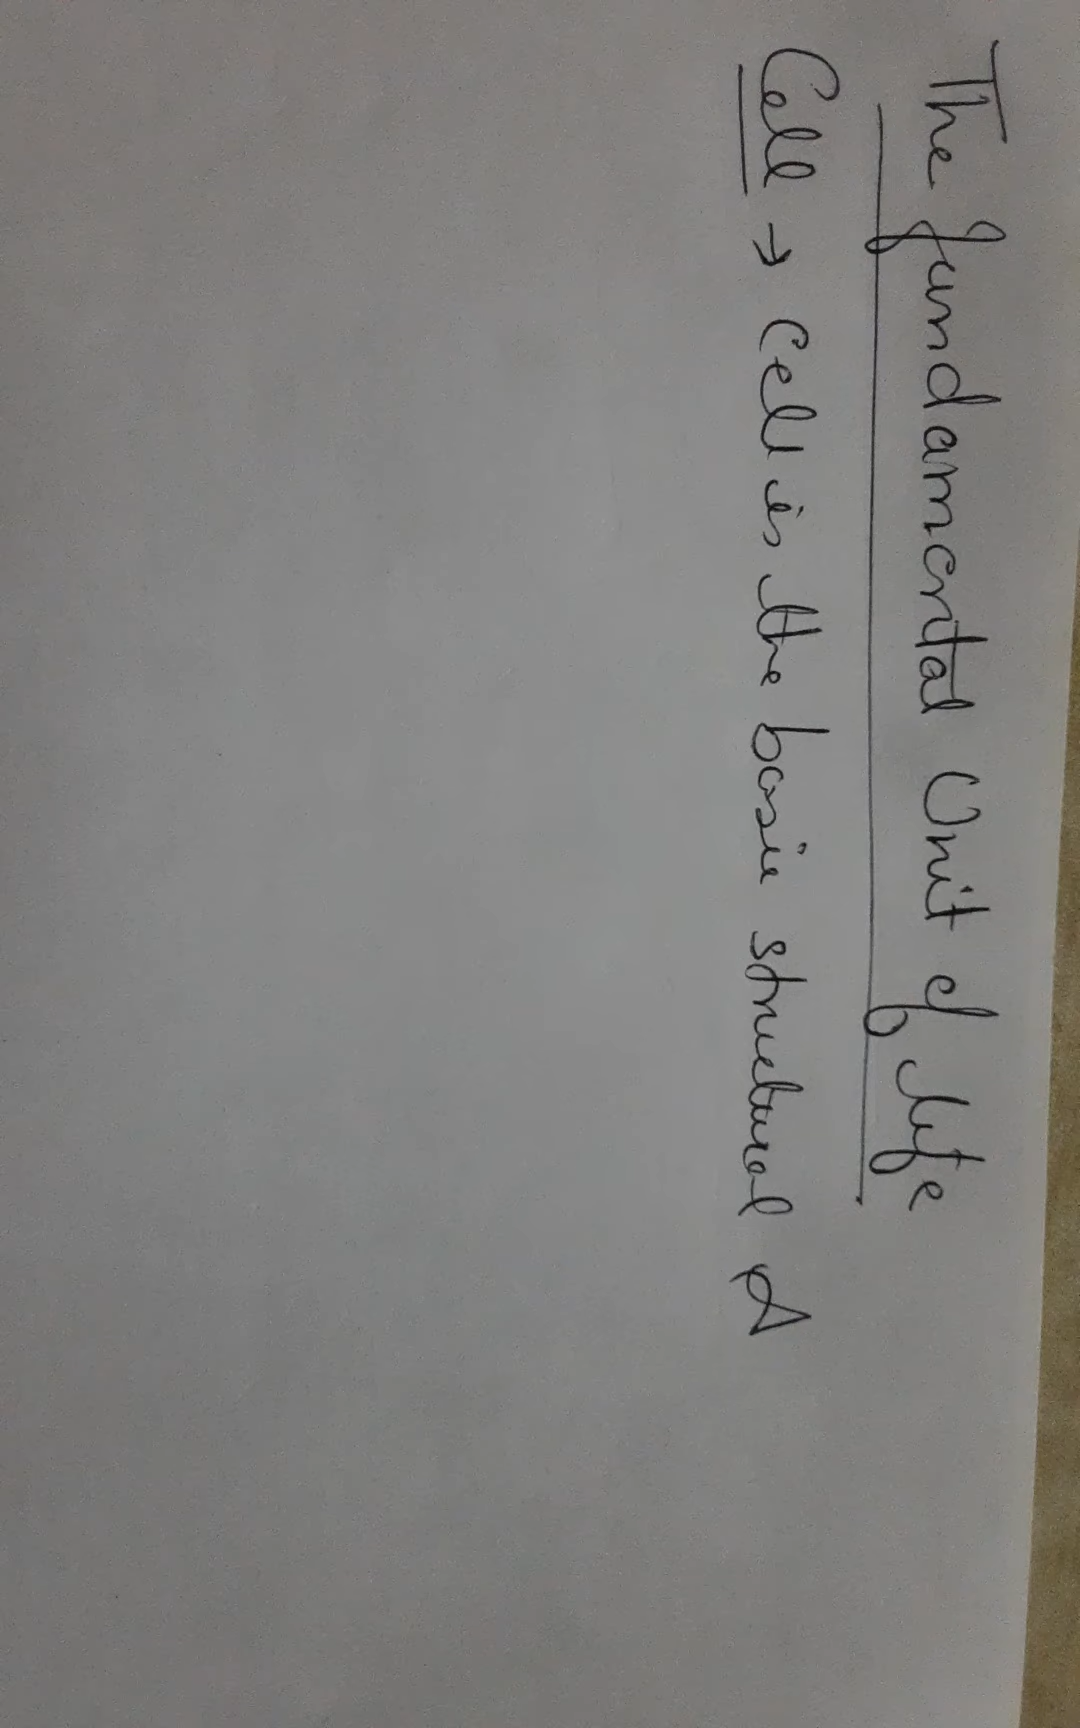 The fundamental Unit of life
Cell → Cell is the basic structural &